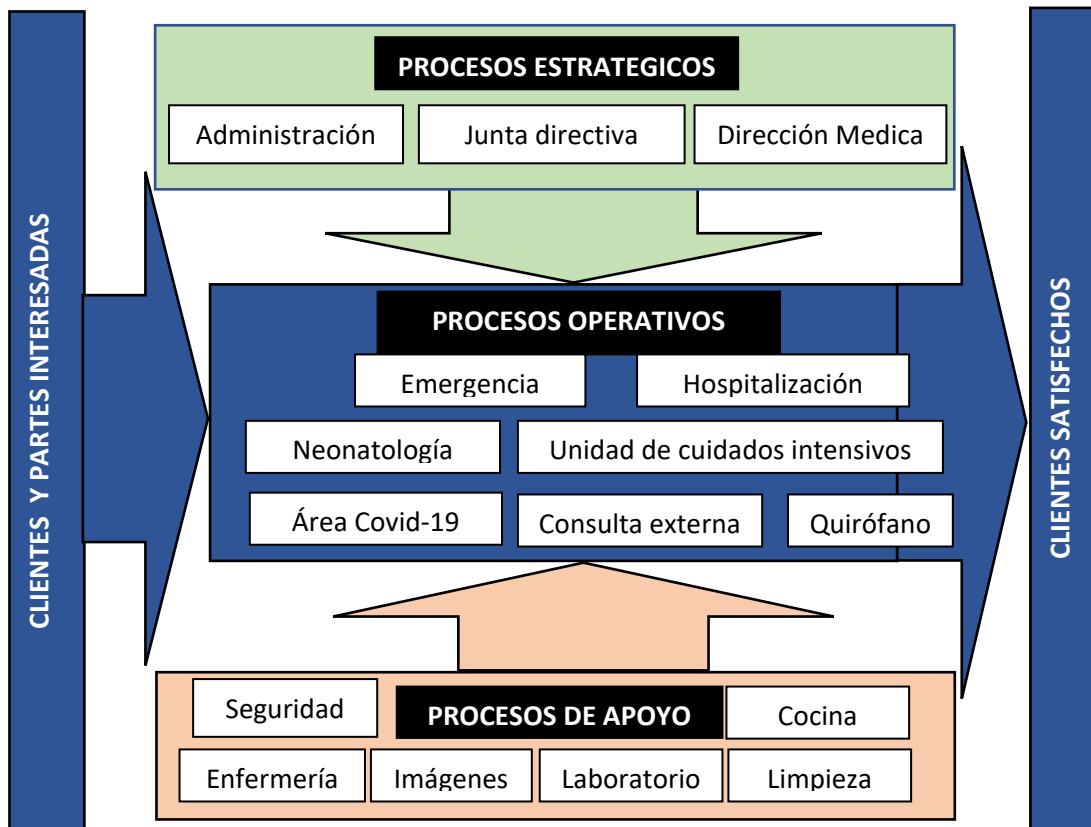 CLIENTES Y PARTES INTERESADAS
PROCESOS ESTRATEGICOS
Administración
Junta directiva
Dirección Medica
PROCESOS OPERATIVOS
Emergencia
Hospitalización
Neonatología
Unidad de cuidados intensivos
Área Covid-19
Consulta externa
Quirófano
Seguridad
PROCESOS DE APOYO
Cocina
Enfermería
Imágenes
Laboratorio
Limpieza
CLIENTES SATISFECHOS